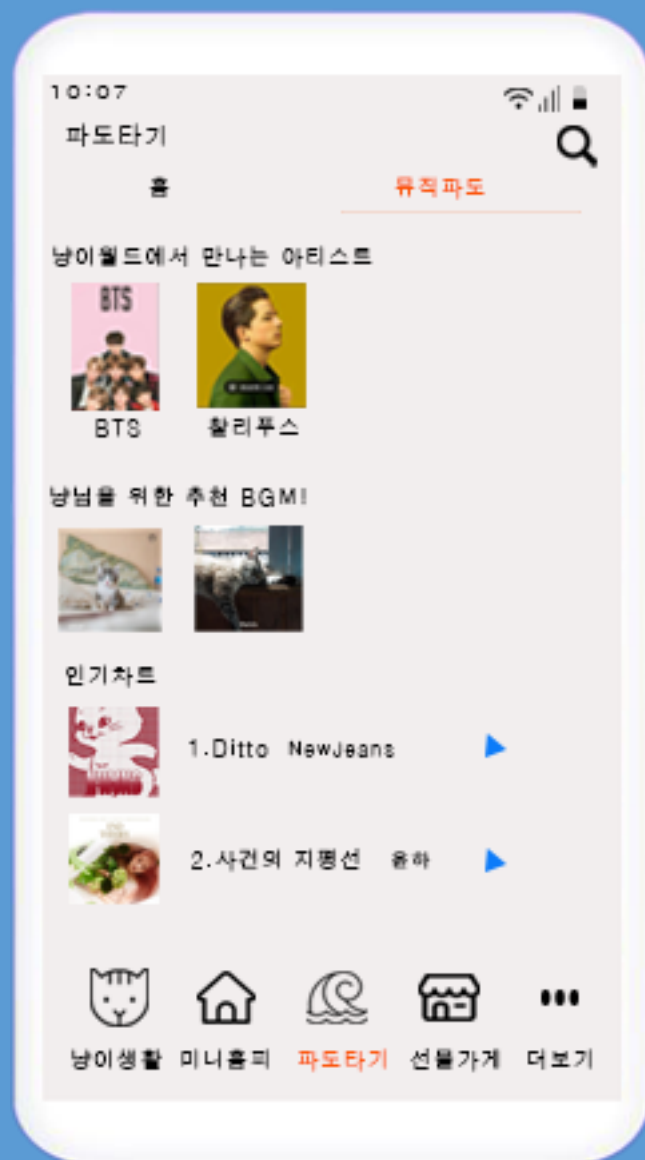 10:07
파도타기
홈 뮤직파도
냥이월드에서 만나는 아티스트
BTS
BTS 찰리푸스
냥님을 위한 추천 BGM!
인기차트
1.Ditto NewJeans
2.사건의 지평선 윤하
냥이생활 미니홈피 파도타기 선물가게 더보기